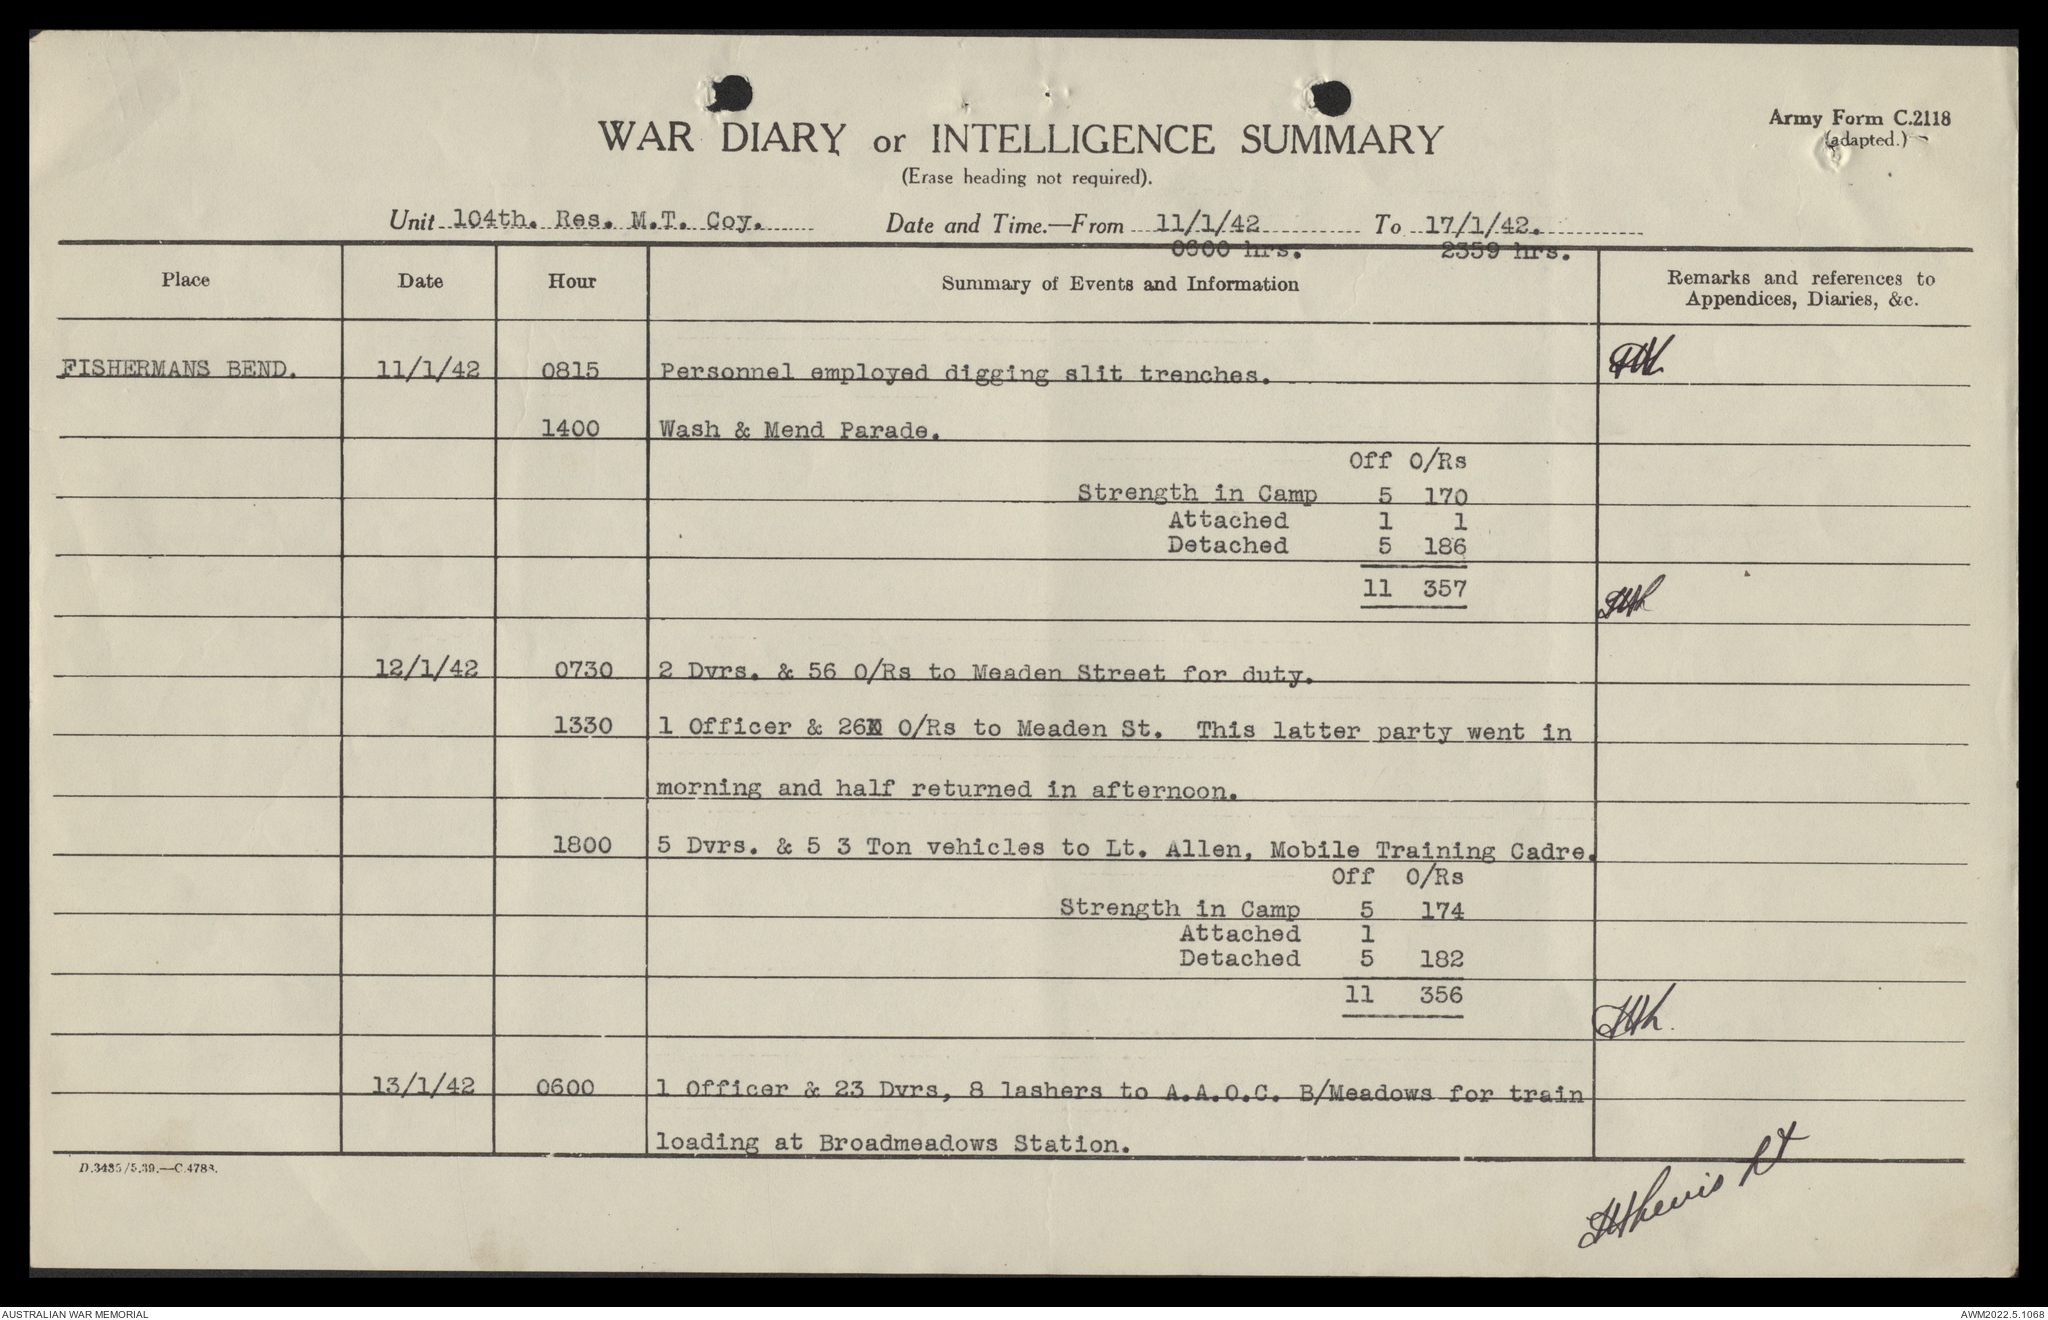 WAR DIARY or INTELLIGENCE SUMMARY
(Erase heading not required).
Army Form C.2118
(adapted.)
Unit 104th. Res. M.T. Coy. Date and Time.—From 11/1/42 To 17/1/42.
0600 hrs. 2359 hrs.
Place Date Hour Summary of Events and Information Remarks and references to
Appendices, Diaries, &c.
FISHERMANS BEND. 11/1/42 0815 Personnel employed digging slit trenches.
1400 Wash & Mend Parade.
Off O/Rs
Strength in Camp 5 170
Attached 1 1
Detached 5 186
11 357
12/1/42 0730 2 Dvrs. & 56 O/Rs to Meaden Street for duty.
1330 1 Officer & 26 O/Rs to Meaden St. This latter party went in
morning and half returned in afternoon.
1800 5 Dvrs. & 5 3 Ton vehicles to Lt. Allen, Mobile Training Cadre.
Off O/Rs
Strength in Camp 5 174
Attached 1
Detached 5 182
11 356
13/1/42 0600 1 Officer & 23 Dvrs, 8 lashers to A.A.O.C. B/Meadows for train
loading at Broadmeadows Station.
Lt
AUSTRALIAN WAR MEMORIAL
AWM2022.5.1068